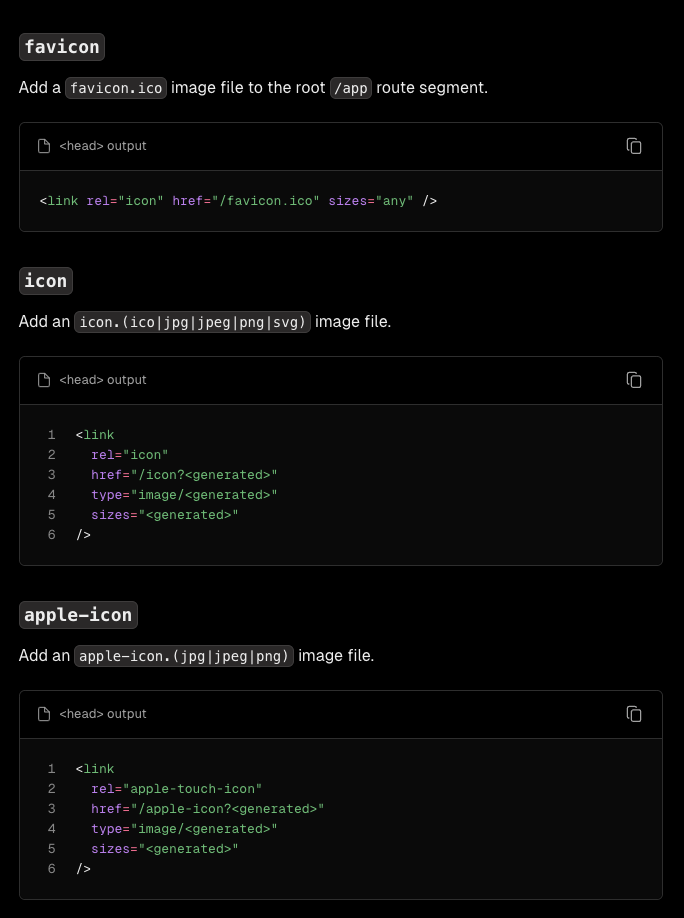 favicon
Add a favicon.ico image file to the root /app route segment.
<head> output
<link rel="icon" href="/favicon.ico" sizes="any" />
icon
Add an icon.(ico|jpg|jpeg|png|svg) image file.
<head> output
1 <link
2   rel="icon"
3   href="/icon?<generated>"
4   type="image/<generated>"
5   sizes="<generated>"
6 />
apple-icon
Add an apple-icon.(jpg|jpeg|png) image file.
<head> output
1 <link
2   rel="apple-touch-icon"
3   href="/apple-icon?<generated>"
4   type="image/<generated>"
5   sizes="<generated>"
6 />